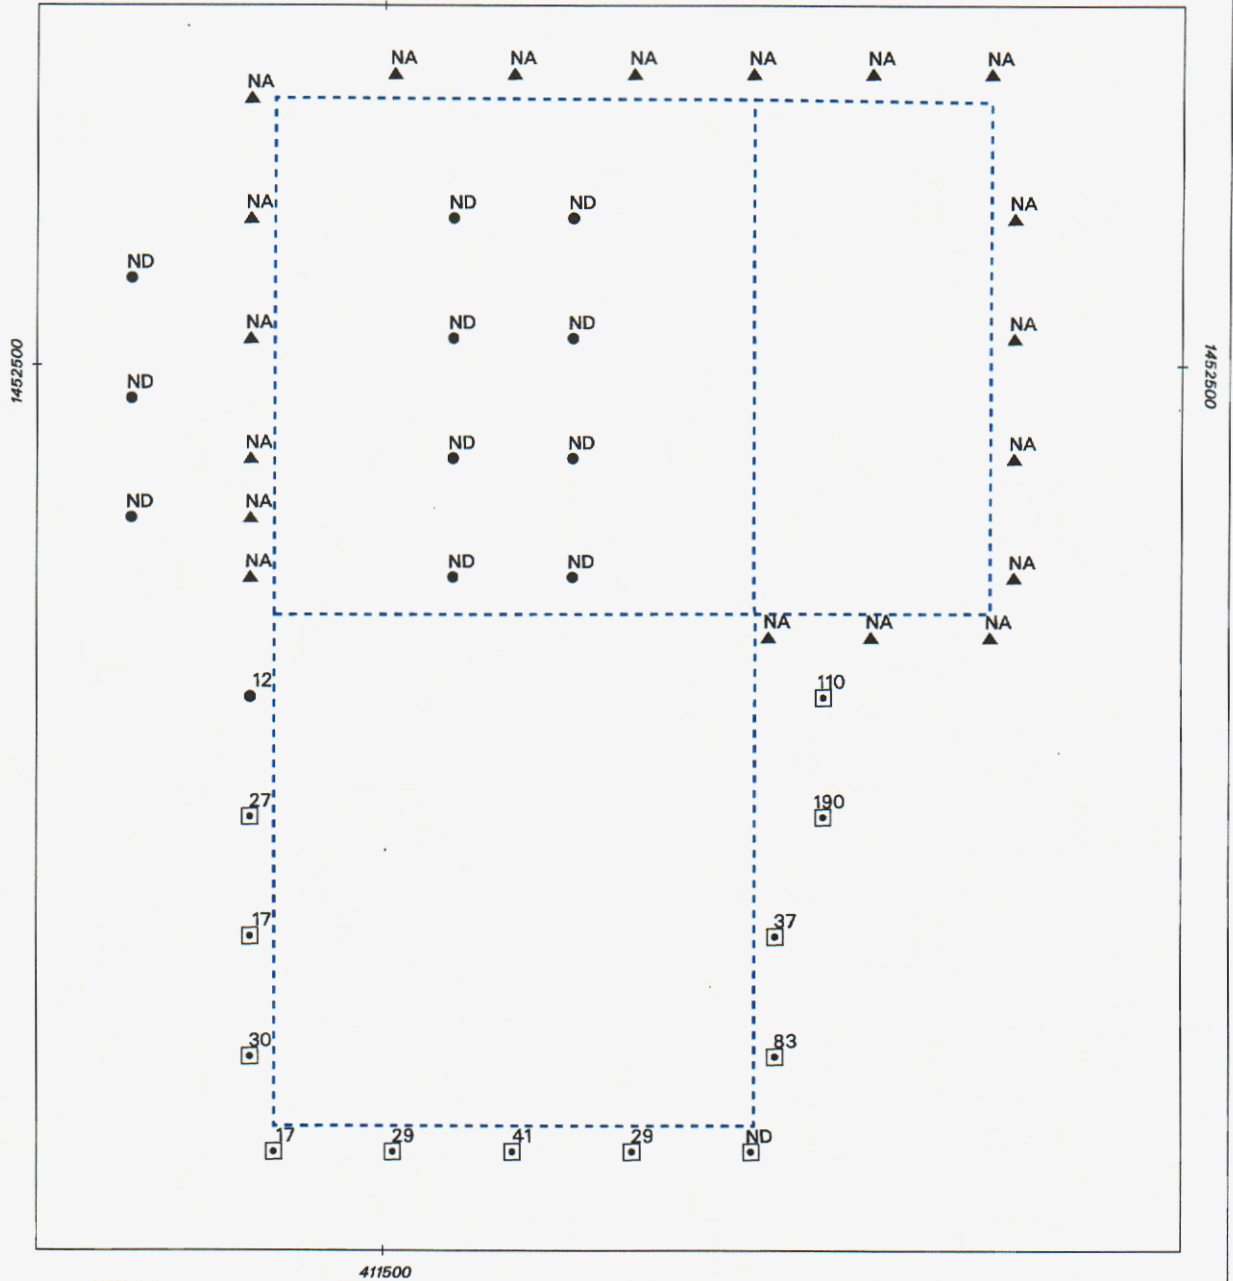 NA NA NA NA NA NA
NA
NA ND ND NA
ND
NA ND ND NA
1452500 1452500
ND
NA ND ND NA
ND NA
NA ND ND NA
NA NA NA
12 110
27 190
17 37
30 83
17 29 41 29 ND
411500